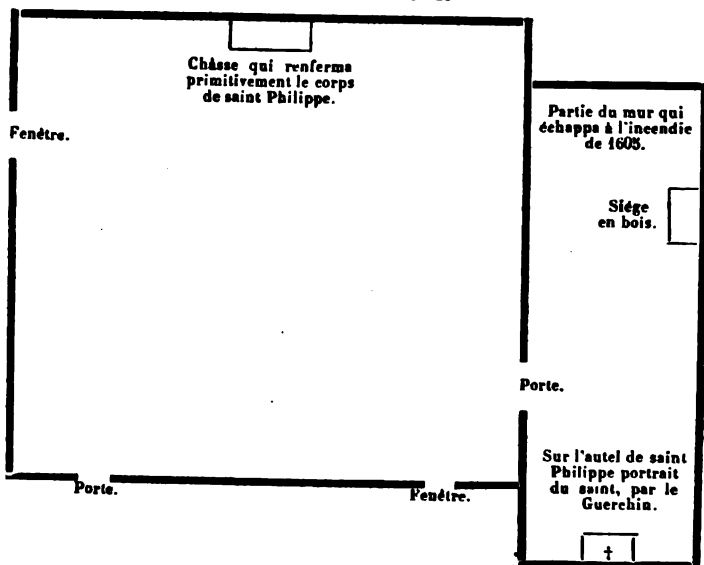 Châsse qui renferma
primitivement le corps
de saint Philippe.
Fenêtre.
Partie du mur qui
échappa à l'incendie
de 1605.
Siége
en bois.
Porte.
Sur l'autel de saint
Philippe portrait
du saint, par le
Guerchin.
Porte.
Fenêtre.
†